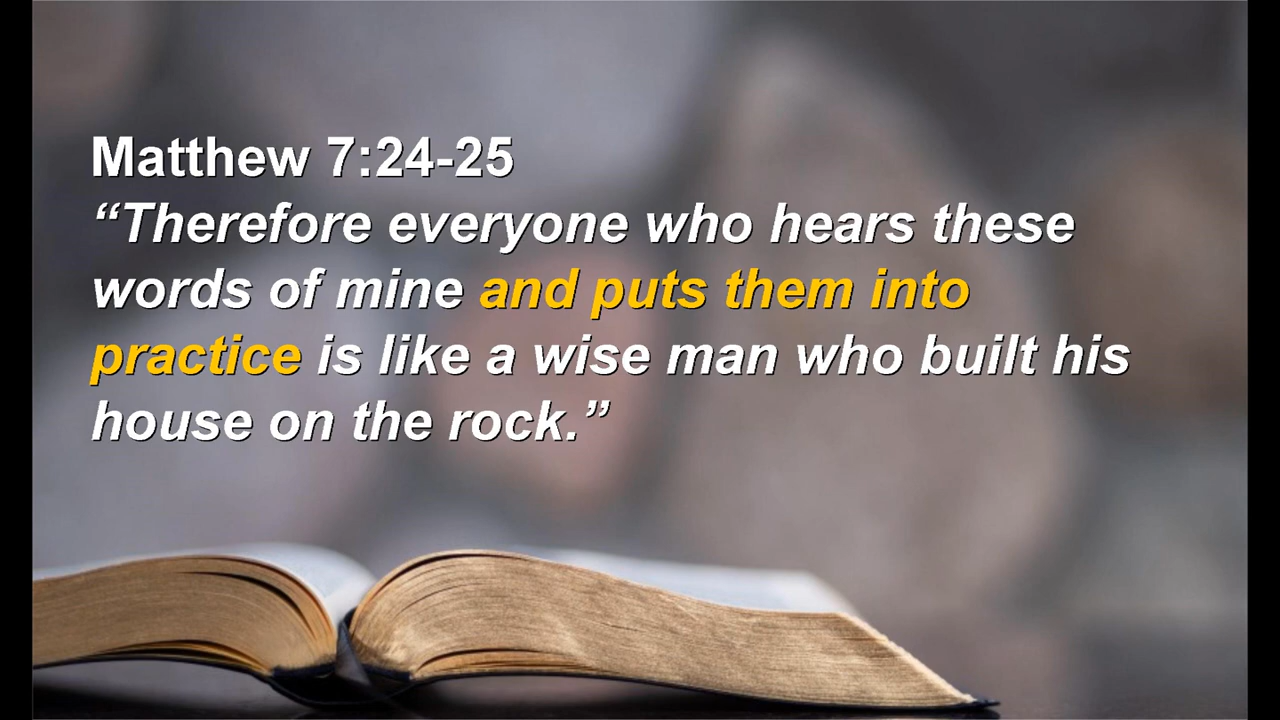 Matthew 7:24-25
“Therefore everyone who hears these
words of mine and puts them into
practice is like a wise man who built his
house on the rock.”